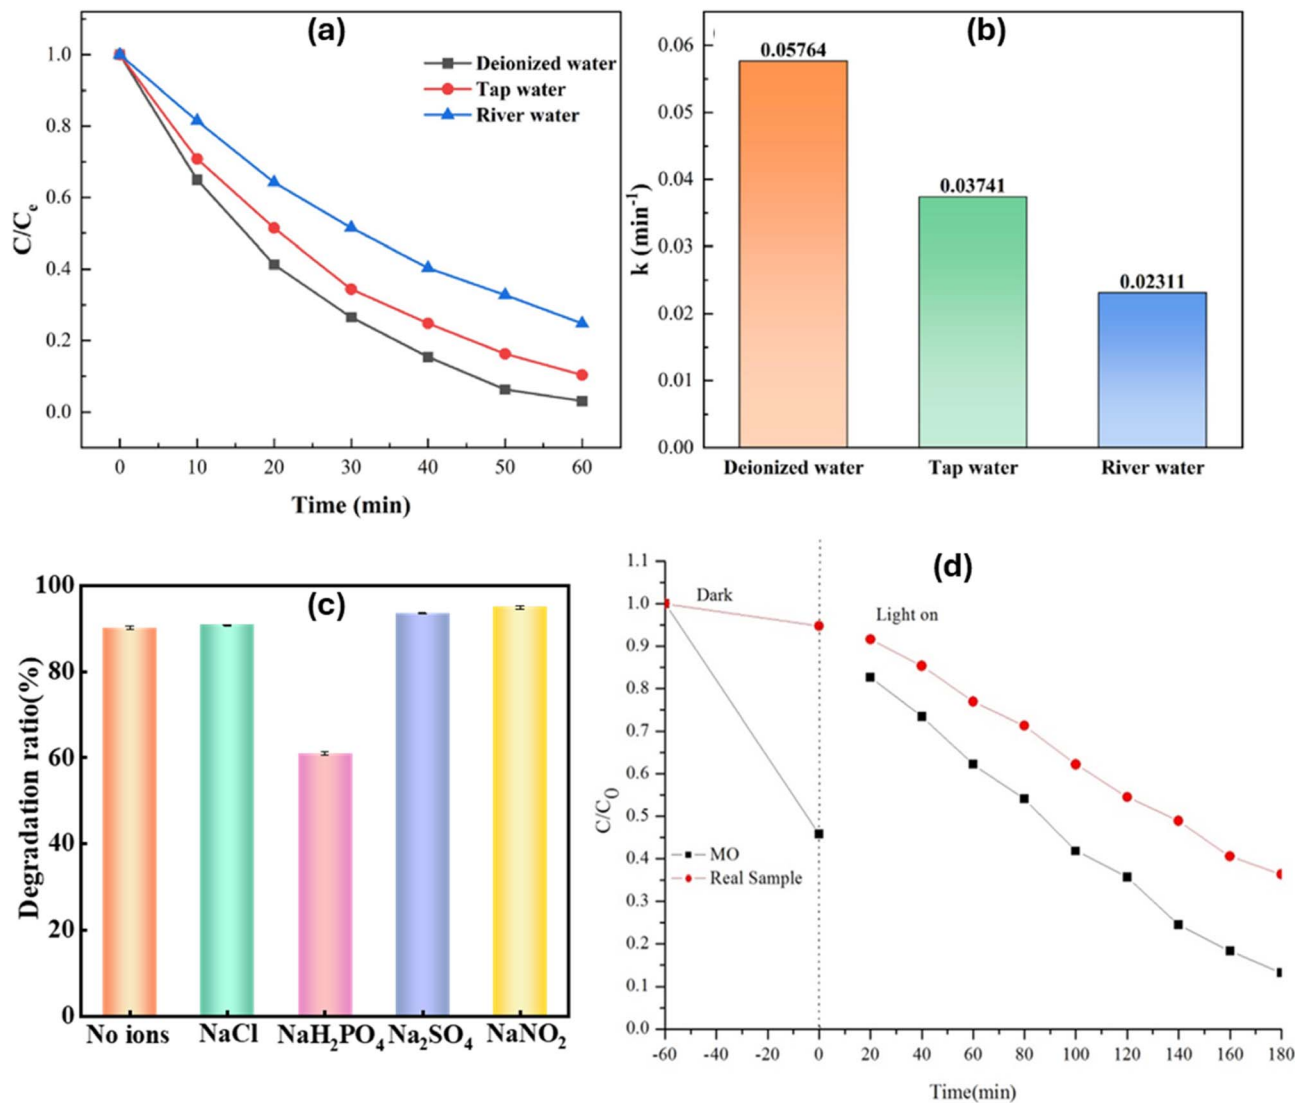 (a)
1.0
0.8
0.6
0.4
0.2
0.0
C/Cₑ
Deionized water
Tap water
River water
0 10 20 30 40 50 60
Time (min)
(b)
0.06
0.05
0.04
0.03
0.02
0.01
0.00
k (min⁻¹)
0.05764
0.03741
0.02311
Deionized water Tap water River water
(c)
100
80
60
40
20
0
Degradation ratio(%)
No ions NaCl NaH₂PO₄ Na₂SO₄ NaNO₂
(d)
1.1
1.0
0.9
0.8
0.7
0.6
0.5
0.4
0.3
0.2
0.1
0.0
C/C₀
Dark
Light on
MO
Real Sample
-60 -40 -20 0 20 40 60 80 100 120 140 160 180
Time(min)